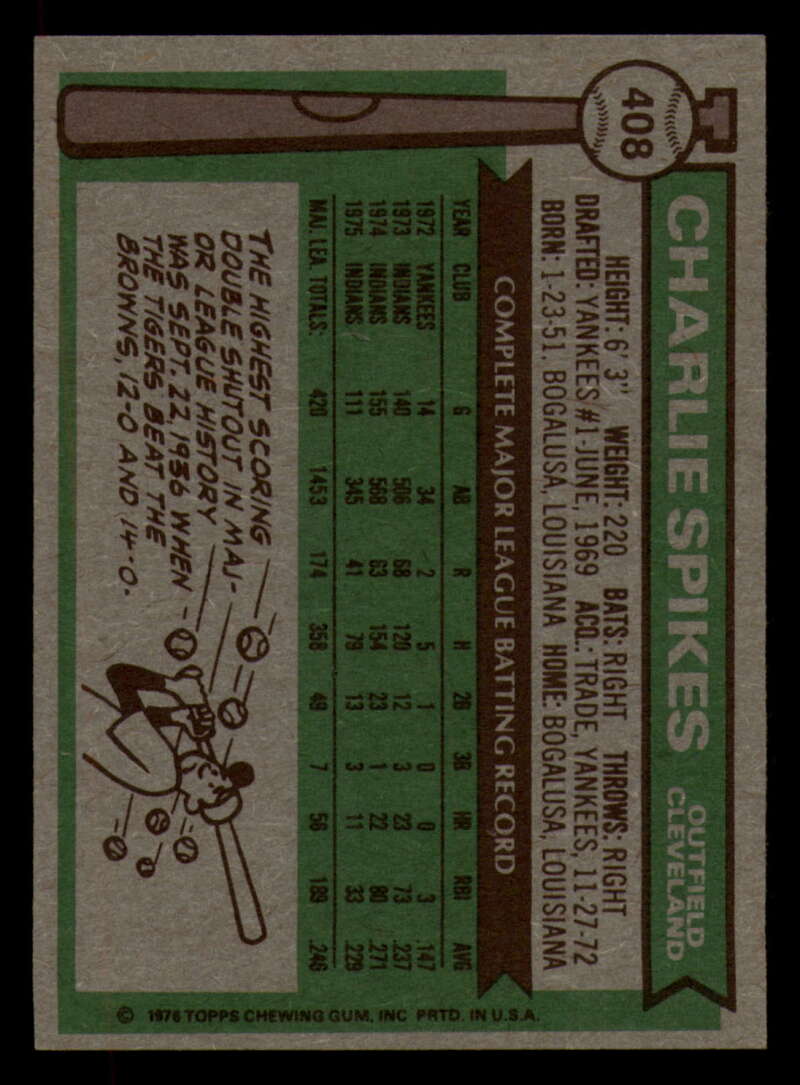 408
CHARLIE SPIKES
OUTFIELD
CLEVELAND
HEIGHT: 6' 3" WEIGHT: 220 BATS: RIGHT THROWS: RIGHT
DRAFTED: YANKEES #1-JUNE, 1969 ACQ.: TRADE, YANKEES, 11-27-72
BORN: 1-23-51. BOGALUSA, LOUISIANA HOME: BOGALUSA, LOUISIANA
COMPLETE MAJOR LEAGUE BATTING RECORD
YEAR CLUB G AB R H 2B 3B HR RBI AVG
1972 YANKEES 14 34 2 5 1 0 0 3 .147
1973 INDIANS 140 506 68 120 12 3 23 73 .237
1974 INDIANS 155 568 63 154 23 1 22 80 .271
1975 INDIANS 111 345 41 79 13 3 11 33 .229
MAJ. LEA. TOTALS: 420 1453 174 358 49 7 56 189 .246
THE HIGHEST SCORING
DOUBLE SHUTOUT IN MAJ-
OR LEAGUE HISTORY
WAS SEPT. 22, 1936 WHEN
THE TIGERS BEAT THE
BROWNS, 12-0 AND 14-0.
© 1976 TOPPS CHEWING GUM, INC PRTD. IN U.S.A.